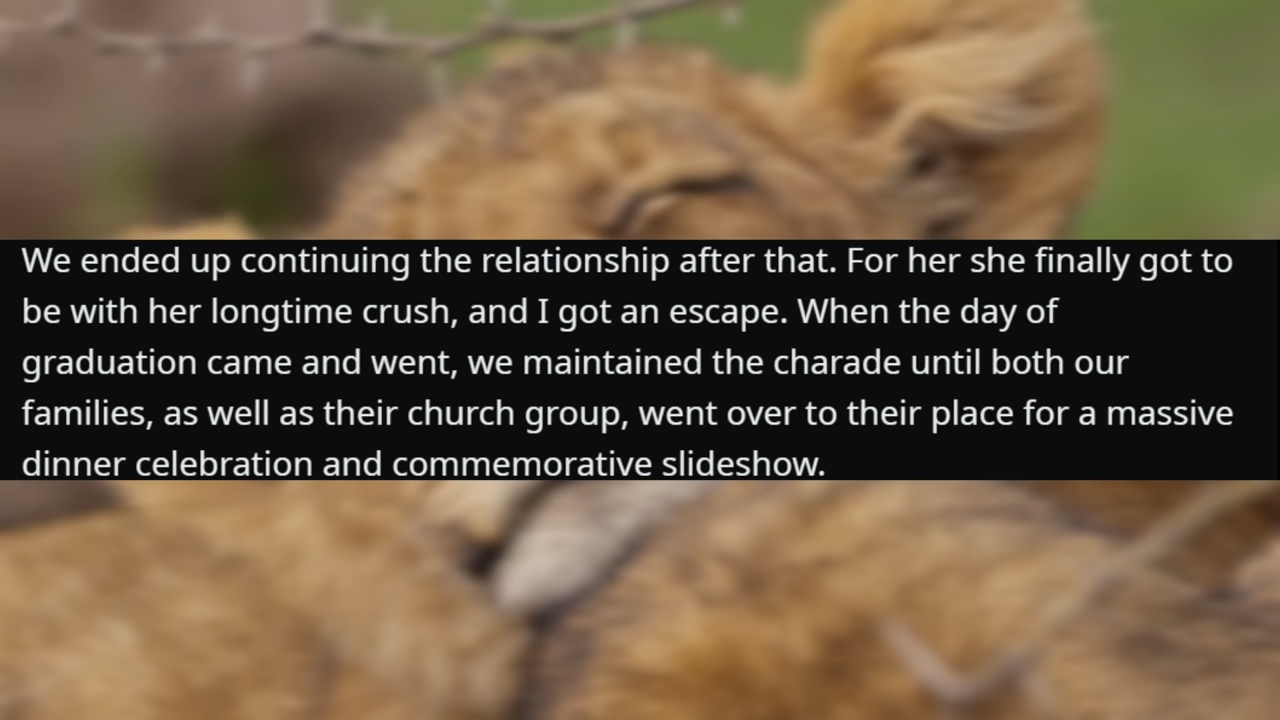 We ended up continuing the relationship after that. For her she finally got to
be with her longtime crush, and I got an escape. When the day of
graduation came and went, we maintained the charade until both our
families, as well as their church group, went over to their place for a massive
dinner celebration and commemorative slideshow.